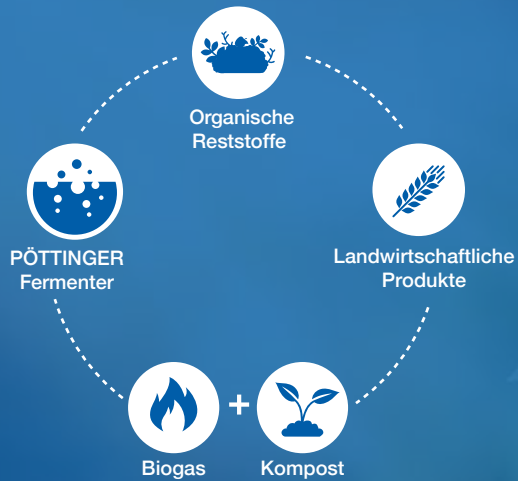 Organische
Reststoffe
PÖTTINGER
Fermenter
Landwirtschaftliche
Produkte
+
Biogas
Kompost